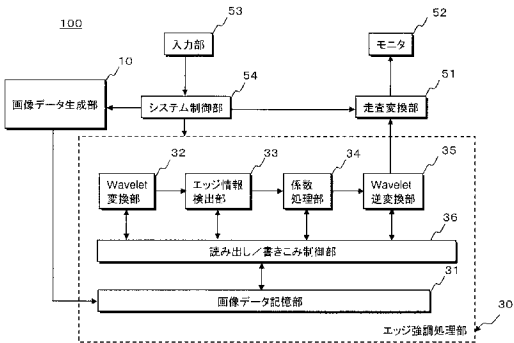 100
53
入力部
52
モニタ
10
画像データ生成部
54
システム制御部
51
走査変換部
32
Wavelet
変換部
33
エッジ情報
検出部
34
係数
処理部
35
Wavelet
逆変換部
36
読み出し/書きこみ制御部
31
画像データ記憶部
30
エッジ強調処理部